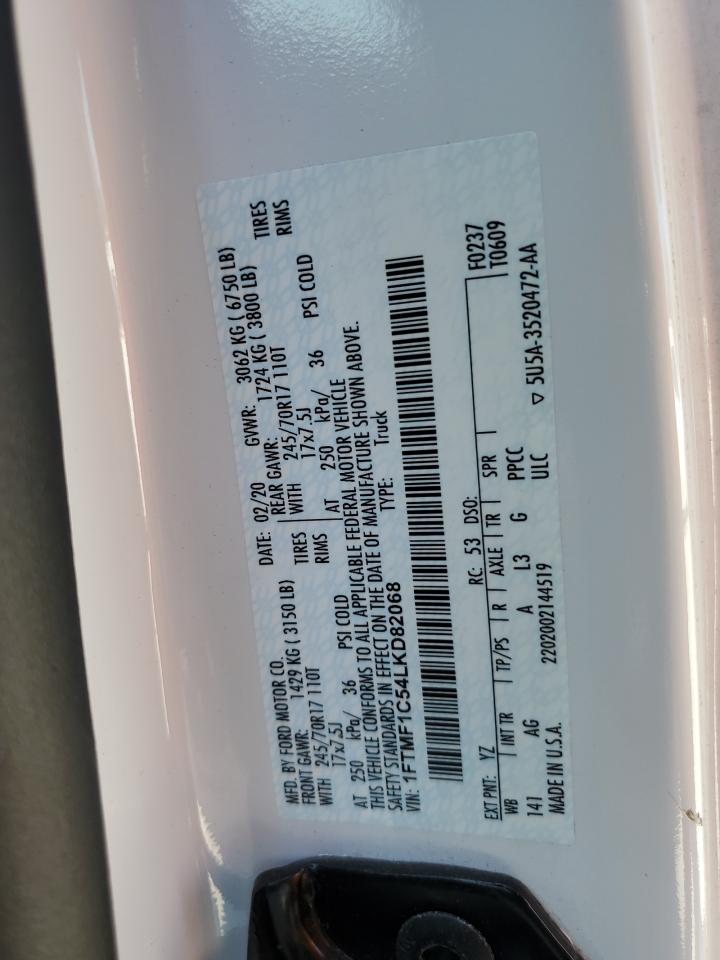 MFD. BY FORD MOTOR CO. DATE: 02/20 GVWR: 3062 KG ( 6750 LB)
FRONT GAWR: 1429 KG ( 3150 LB) REAR GAWR: 1724 KG ( 3800 LB)
WITH 245/70R17 110T TIRES WITH 245/70R17 110T TIRES
17x7.5J RIMS 17x7.5J RIMS
AT 250 kPa/ 36 PSI COLD AT 250 kPa/ 36 PSI COLD
THIS VEHICLE CONFORMS TO ALL APPLICABLE FEDERAL MOTOR VEHICLE
SAFETY STANDARDS IN EFFECT ON THE DATE OF MANUFACTURE SHOWN ABOVE.
VIN: 1FTMF1C54LKD82068 TYPE: Truck
EXT PNT: YZ RC: 53 DSO: F0237
WB INT TR TP/PS R AXLE TR SPR T0609
141 AG A L3 G PPCC
ULC
MADE IN U.S.A. 2202002144519 ▽ 5U5A-3520472-AA